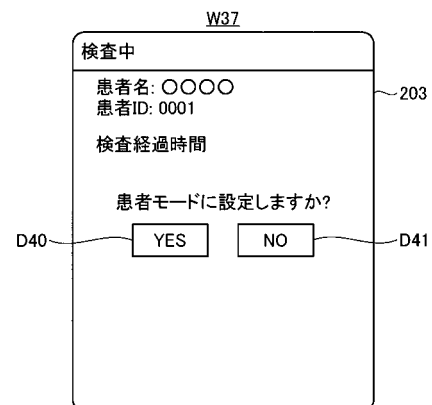 W37
検査中
患者名: 〇〇〇〇
患者ID: 0001
203
検査経過時間
患者モードに設定しますか?
D40 YES NO D41